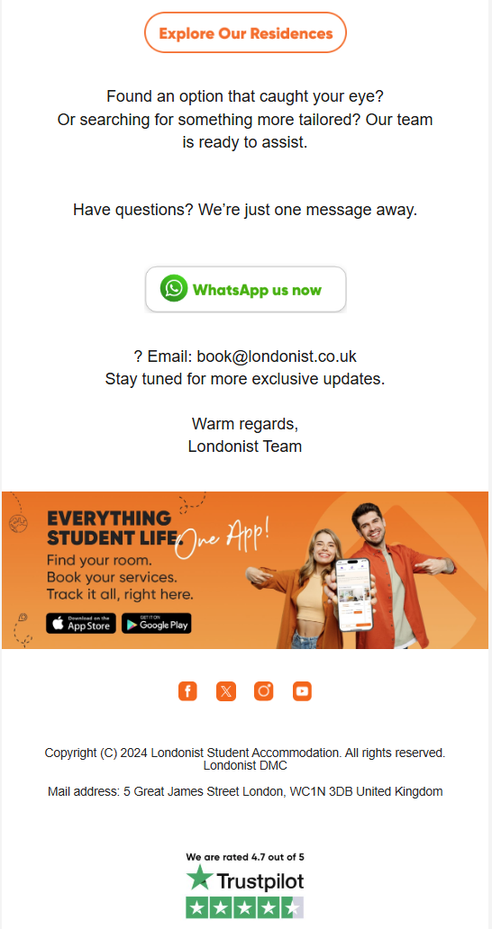 Explore Our Residences
Found an option that caught your eye?
Or searching for something more tailored? Our team
is ready to assist.
Have questions? We’re just one message away.
WhatsApp us now
? Email: book@londonist.co.uk
Stay tuned for more exclusive updates.
Warm regards,
Londonist Team
EVERYTHING
STUDENT LIFE,
One App!
Find your room.
Book your services.
Track it all, right here.
Download on the
App Store
GET IT ON
Google Play
Copyright (C) 2024 Londonist Student Accommodation. All rights reserved.
Londonist DMC
Mail address: 5 Great James Street London, WC1N 3DB United Kingdom
We are rated 4.7 out of 5
Trustpilot